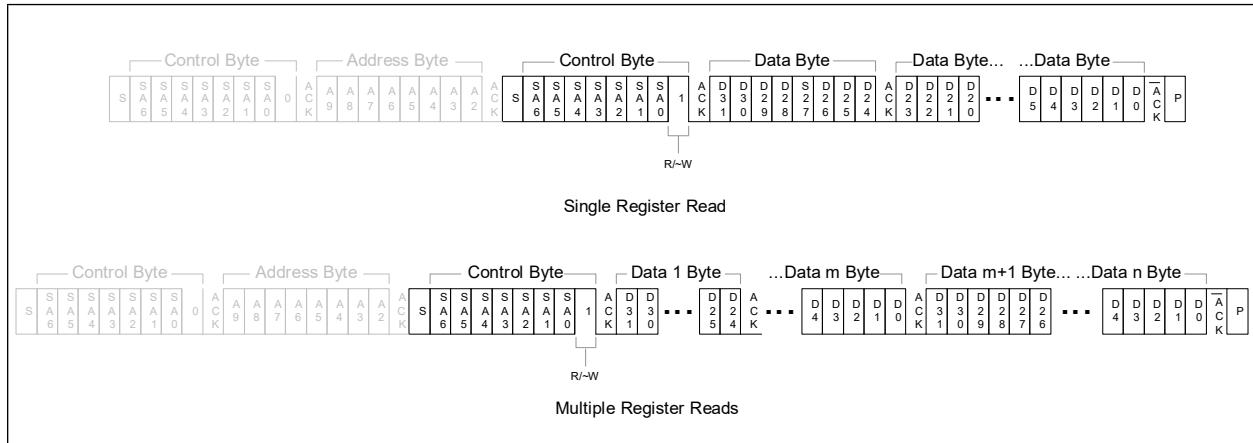 Control Byte Address Byte Control Byte Data Byte Data Byte... ...Data Byte
S SA6 SA5 SA4 SA3 SA2 SA1 SA0 0 ACK A9 A8 A7 A6 A5 A4 A3 A2 ACK S SA6 SA5 SA4 SA3 SA2 SA1 SA0 1 ACK D31 D30 D29 D28 S27 D26 D25 D24 ACK D23 D22 D21 D20 ••• D5 D4 D3 D2 D1 D0 ACK P
R/~W
Single Register Read
Control Byte Address Byte Control Byte Data 1 Byte ...Data m Byte Data m+1 Byte... ...Data n Byte
S SA6 SA5 SA4 SA3 SA2 SA1 SA0 0 ACK A9 A8 A7 A6 A5 A4 A3 A2 ACK S SA6 SA5 SA4 SA3 SA2 SA1 SA0 1 ACK D31 D30 ••• D25 D24 ACK ••• D4 D3 D2 D1 D0 ACK D31 D30 D29 D28 D27 D26 ••• D4 D3 D2 D1 D0 ACK P
R/~W
Multiple Register Reads